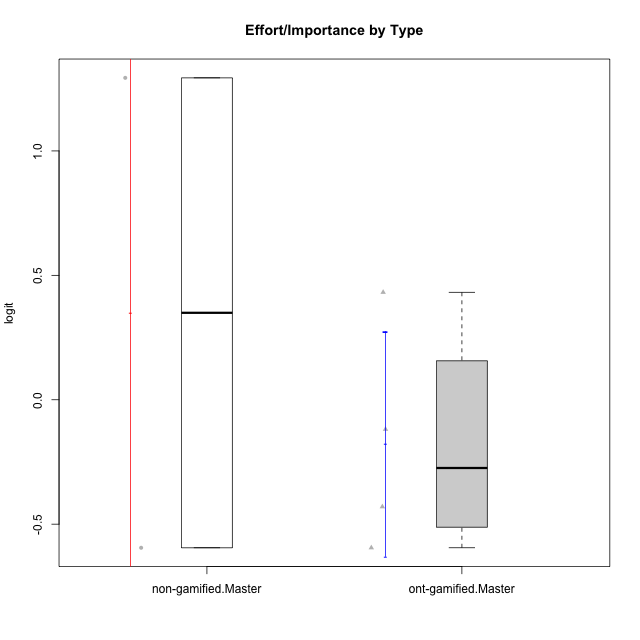 Effort/Importance by Type
1.0
0.5
0.0
-0.5
logit
non-gamified.Master
ont-gamified.Master